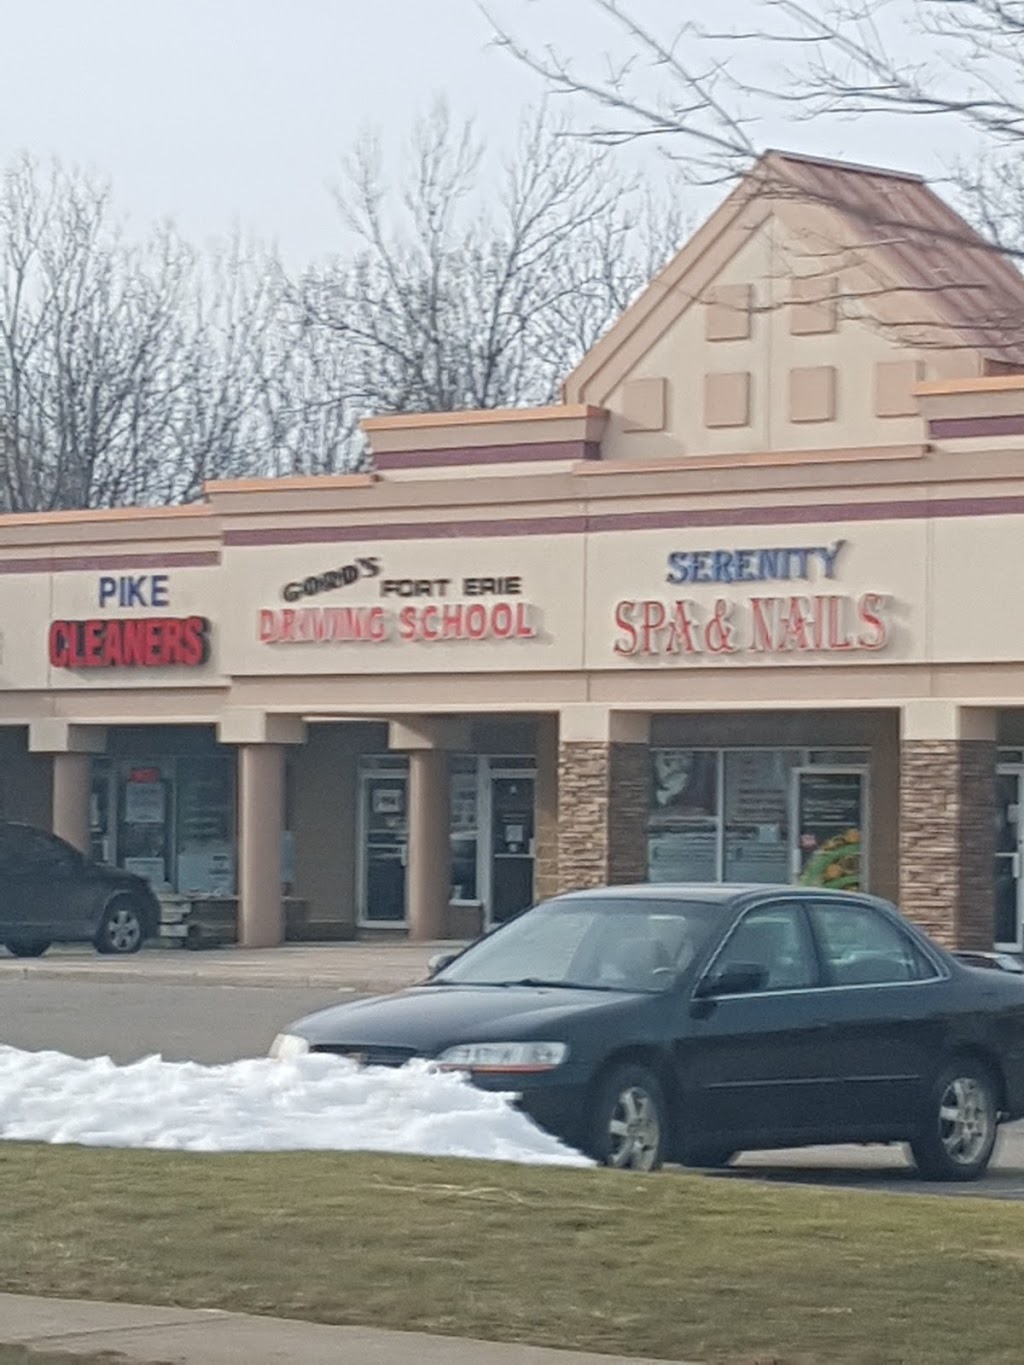 PIKE
CLEANERS
GORD'S
FORT ERIE
DRIVING SCHOOL
SERENITY
SPA & NAILS